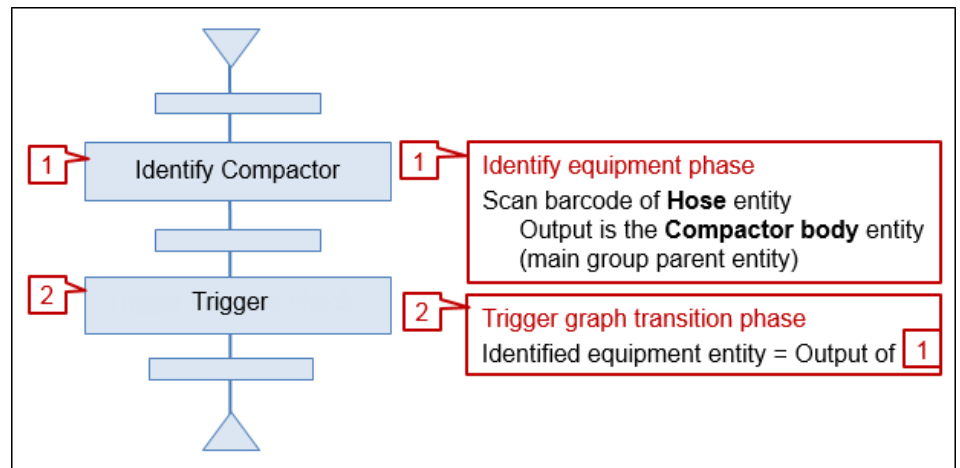 1
Identify Compactor
1
Identify equipment phase
Scan barcode of Hose entity
Output is the Compactor body entity
(main group parent entity)
2
Trigger
2
Trigger graph transition phase
Identified equipment entity = Output of 1